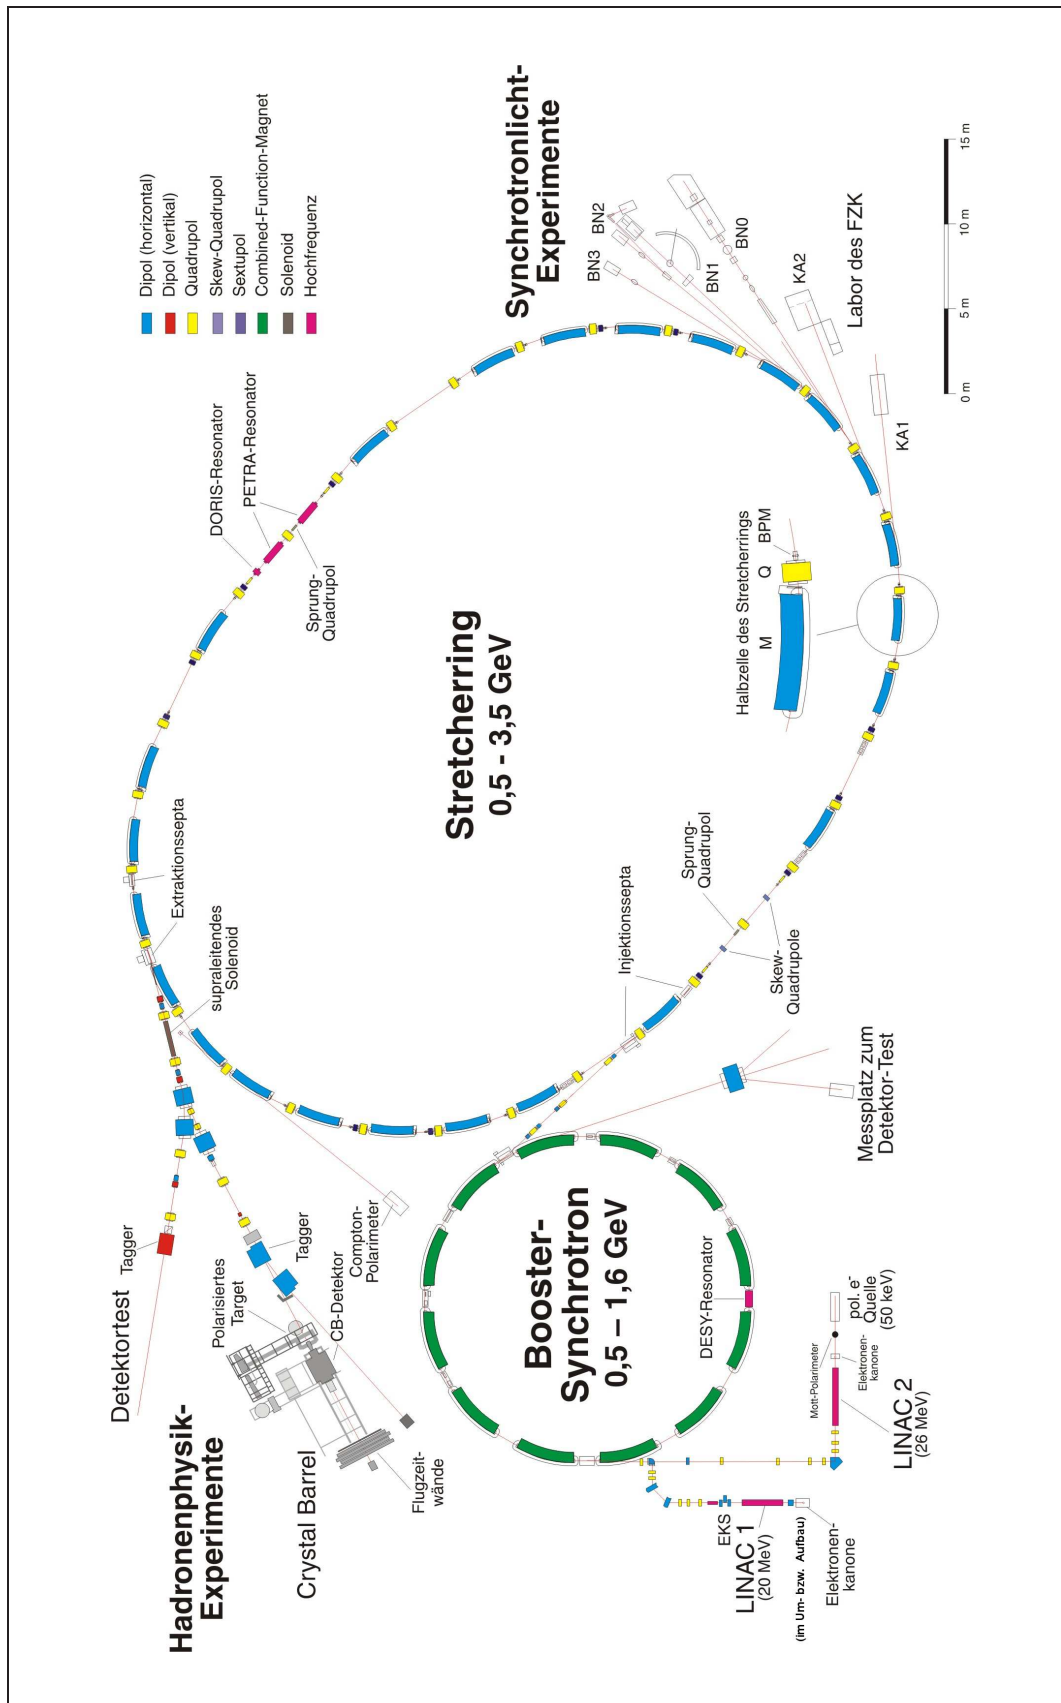 Dipol (horizontal)
Dipol (vertikal)
Quadrupol
Skew-Quadrupol
Sextupol
Combined-Function-Magnet
Solenoid
Hochfrequenz
Synchrotronlicht-
Experimente
BN3
BN2
BN1
BN0
KA2
Labor des FZK
KA1
0 m
5 m
10 m
15 m
DORIS-Resonator
PETRA-Resonator
Sprung-
Quadrupol
Stretcherring
0,5 - 3,5 GeV
Halbzelle des Stretcherrings
M
Q
BPM
Extraktionssepta
supraleitendes
Solenoid
Injektionssepta
Sprung-
Quadrupol
Skew-
Quadrupole
Messplatz zum
Detektor-Test
Detektortest
Tagger
Tagger
Compton-
Polarimeter
Polarisiertes
Target
CB-Detektor
Hadronenphysik-
Experimente
Crystal Barrel
Flugzeit-
wände
Booster-
Synchrotron
0,5 – 1,6 GeV
DESY-Resonator
pol. e-
Quelle
(50 keV)
Mott-Polarimeter
Elektronen-
kanone
LINAC 2
(26 MeV)
EKS
LINAC 1
(20 MeV)
(im Um- bzw. Aufbau)
Elektronen-
kanone